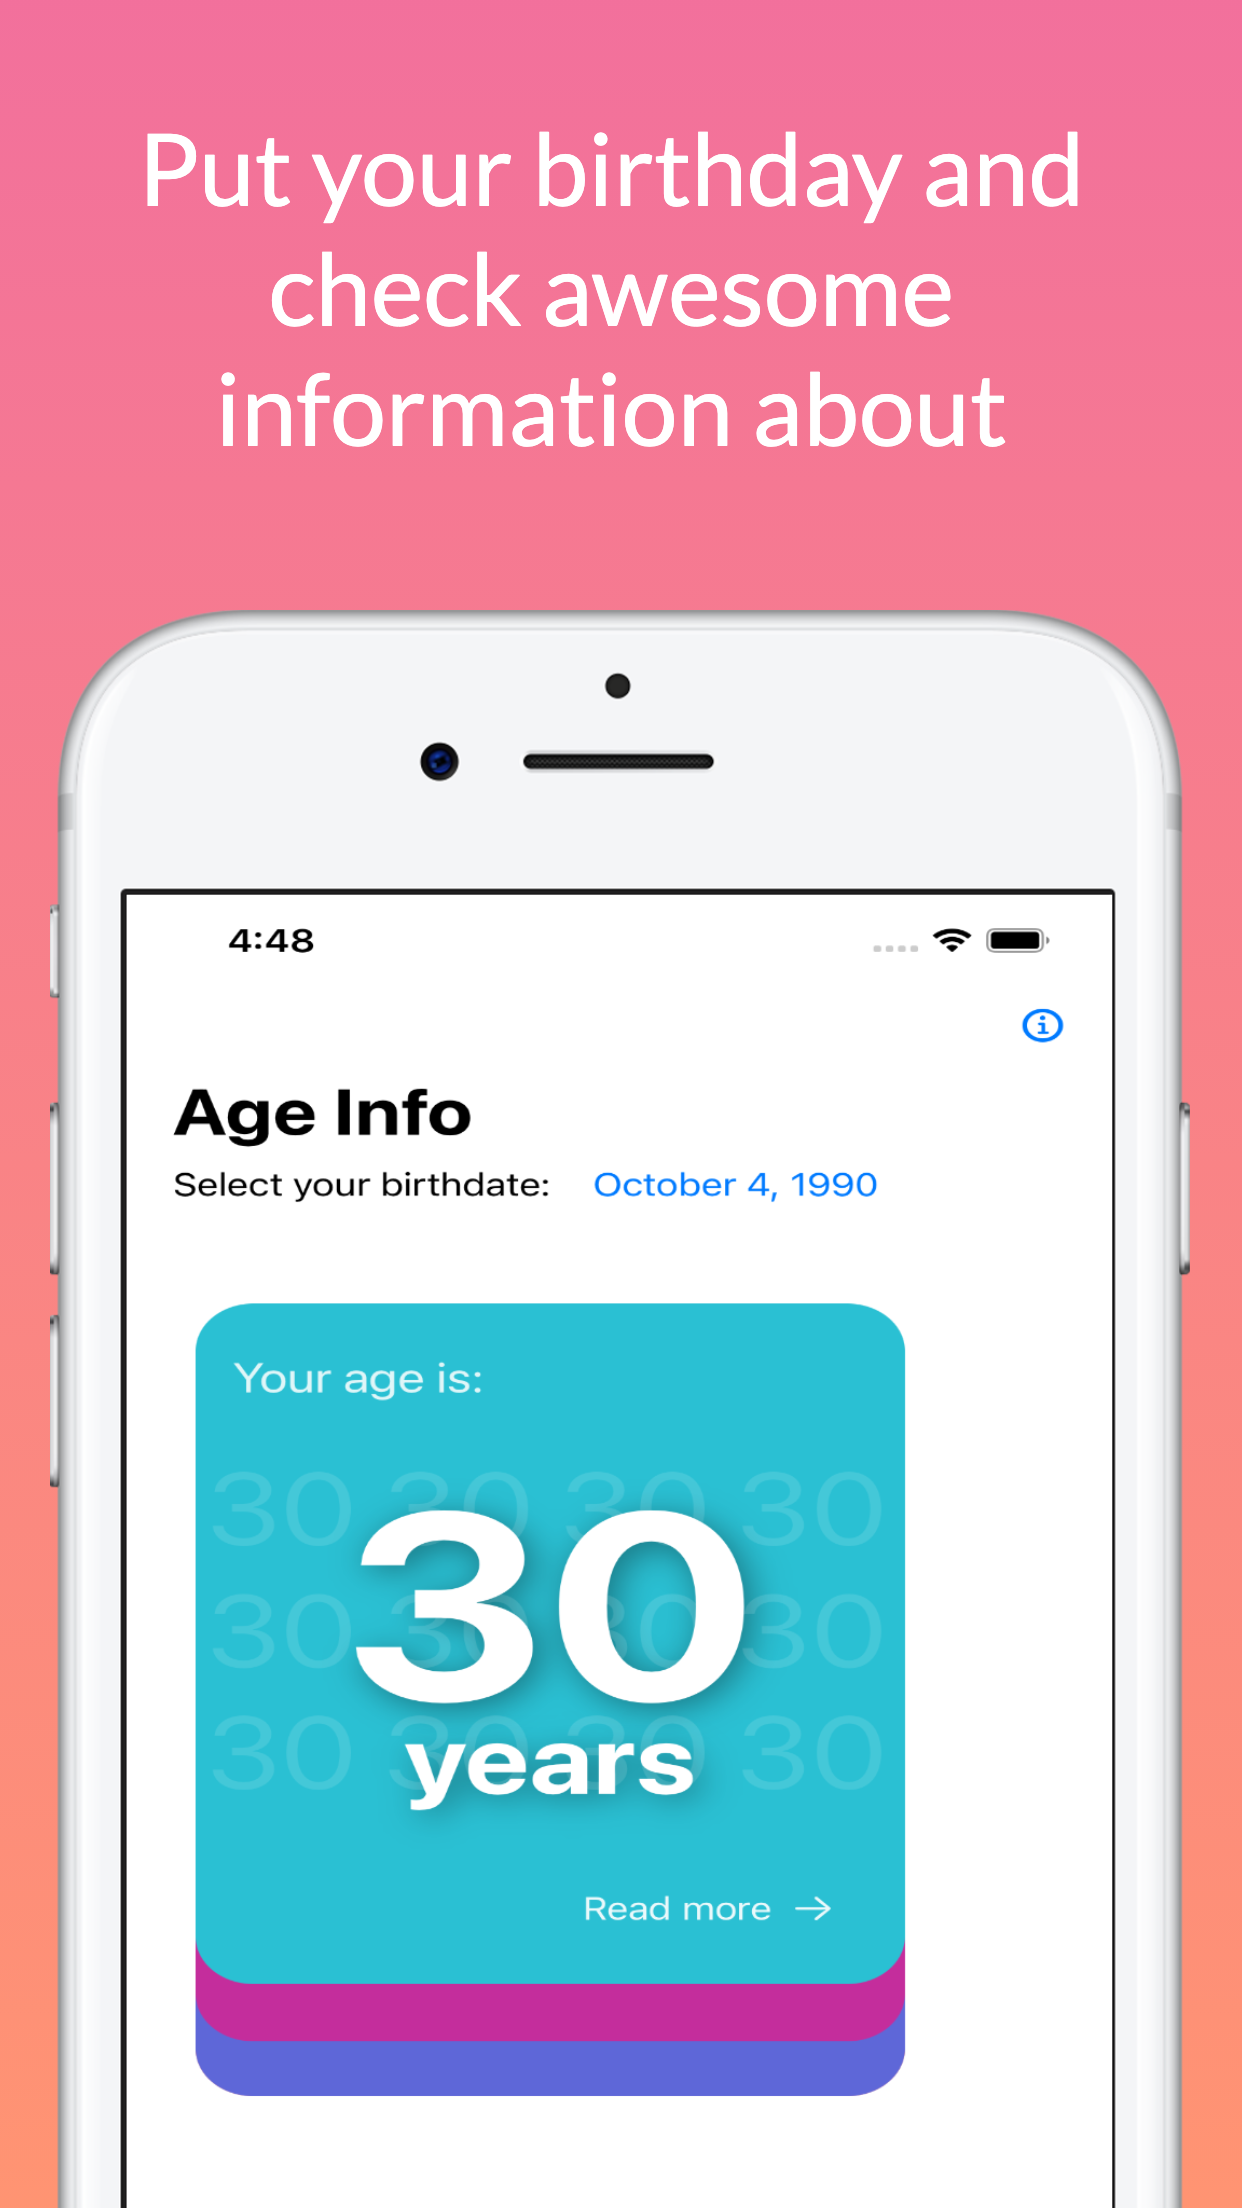 Put your birthday and
check awesome
information about
4:48
Age Info
Select your birthdate: October 4, 1990
Your age is:
30 30 30 30
30
30 30 30 30
years
30 30 30 30
Read more →